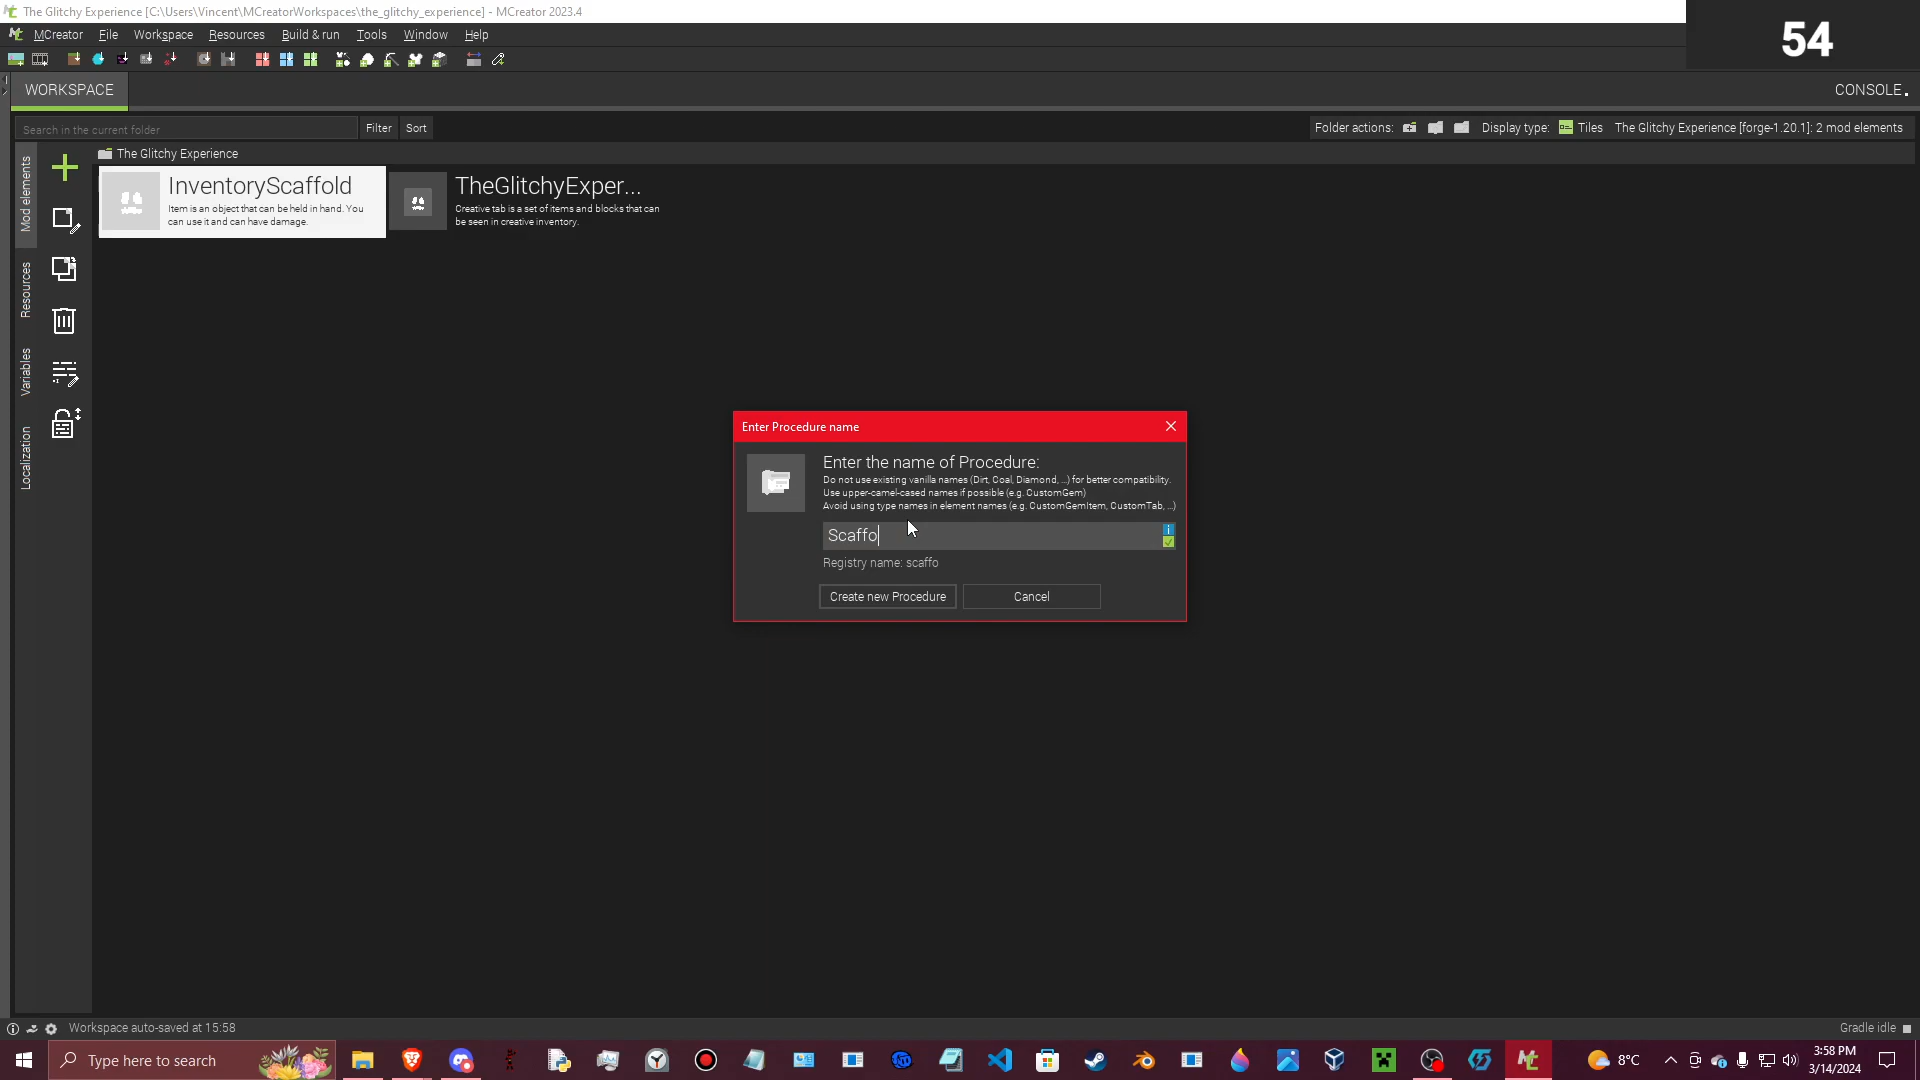 The Glitchy Experience [C:\Users\Vincent\MCreatorWorkspaces\the_glitchy_experience] - MCreator 2023.4
54
MCreator File Workspace Resources Build & run Tools Window Help
WORKSPACE
CONSOLE
Search in the current folder
Filter
Sort
Folder actions:
Display type:
Tiles
The Glitchy Experience [forge-1.20.1]: 2 mod elements
Mod elements
Resources
Variables
Localization
The Glitchy Experience
InventoryScaffold
Item is an object that can be held in hand. You
can use it and can have damage.
TheGlitchyExper...
Creative tab is a set of items and blocks that can
be seen in creative inventory.
Enter Procedure name
Enter the name of Procedure:
Do not use existing vanilla names (Dirt, Coal, Diamond, ...) for better compatibility.
Use upper-camel-cased names if possible (e.g. CustomGem)
Avoid using type names in element names (e.g. CustomGemItem, CustomTab, ...)
Scaffo
Registry name: scaffo
Create new Procedure
Cancel
Workspace auto-saved at 15:58
Gradle idle
Type here to search
8°C
3:58 PM
3/14/2024